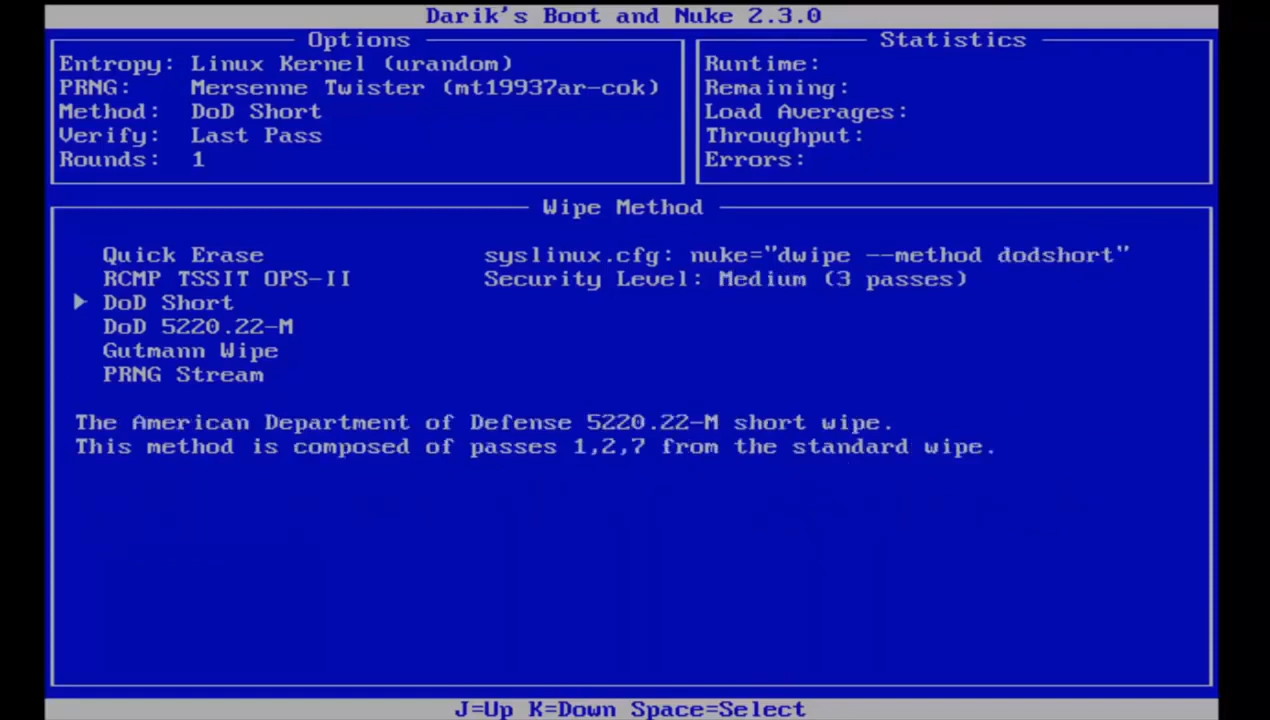 Darik's Boot and Nuke 2.3.0
Options
Entropy: Linux Kernel (urandom)
PRNG: Mersenne Twister (mt19937ar-cok)
Method: DoD Short
Verify: Last Pass
Rounds: 1
Statistics
Runtime:
Remaining:
Load Averages:
Throughput:
Errors:
Wipe Method
Quick Erase
RCMP TSSIT OPS-II
DoD Short
DoD 5220.22-M
Gutmann Wipe
PRNG Stream
syslinux.cfg: nuke="dwipe --method dodshort"
Security Level: Medium (3 passes)
The American Department of Defense 5220.22-M short wipe.
This method is composed of passes 1,2,7 from the standard wipe.
J=Up K=Down Space=Select